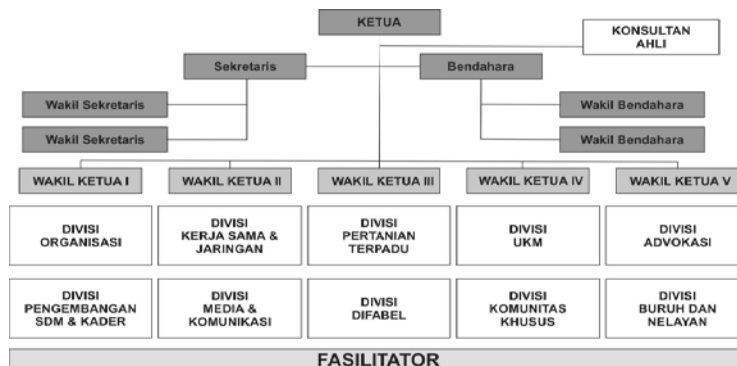 KETUA
KONSULTAN
AHLI
Sekretaris
Bendahara
Wakil Sekretaris
Wakil Bendahara
Wakil Sekretaris
Wakil Bendahara
WAKIL KETUA I
WAKIL KETUA II
WAKIL KETUA III
WAKIL KETUA IV
WAKIL KETUA V
DIVISI
ORGANISASI
DIVISI
KERJA SAMA &
JARINGAN
DIVISI
PERTANIAN
TERPADU
DIVISI
UKM
DIVISI
ADVOKASI
DIVISI
PENGEMBANGAN
SDM & KADER
DIVISI
MEDIA &
KOMUNIKASI
DIVISI
DIFABEL
DIVISI
KOMUNITAS
KHUSUS
DIVISI
BURUH DAN
NELAYAN
FASILITATOR